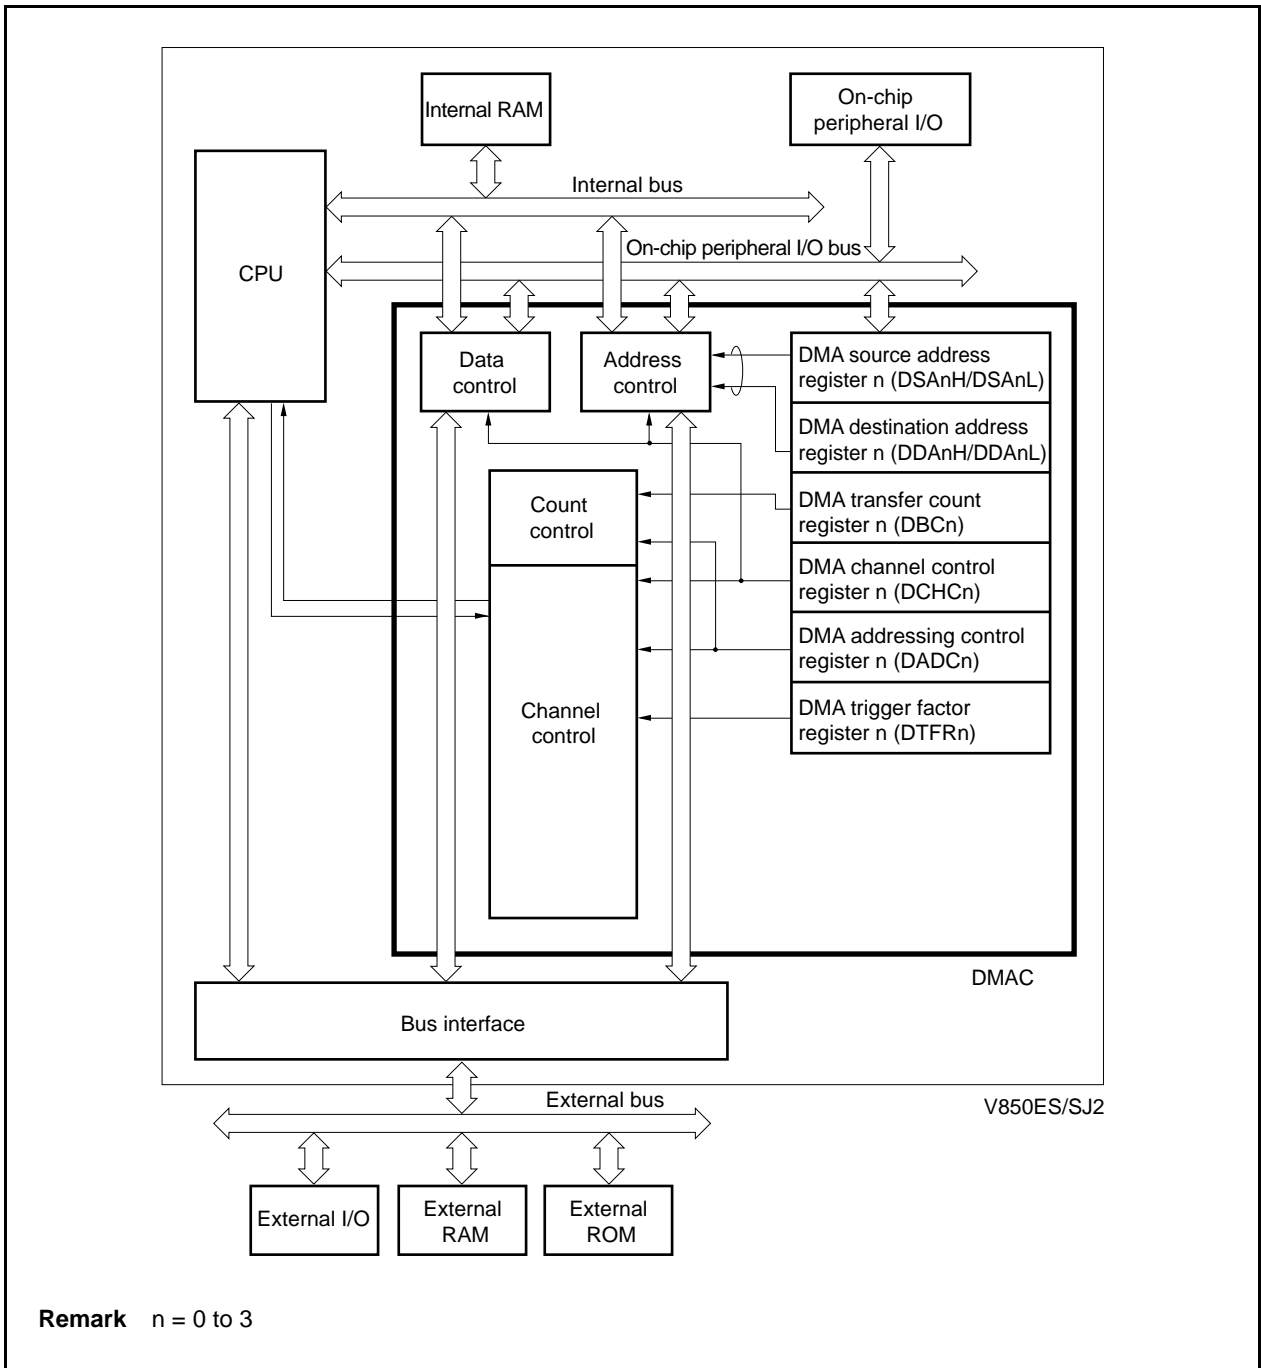 Internal RAM
On-chip
peripheral I/O
Internal bus
On-chip peripheral I/O bus
CPU
Data
control
Address
control
DMA source address
register n (DSAnH/DSAnL)
DMA destination address
register n (DDAnH/DDAnL)
Count
control
DMA transfer count
register n (DBCn)
DMA channel control
register n (DCHCn)
DMA addressing control
register n (DADCn)
Channel
control
DMA trigger factor
register n (DTFRn)
DMAC
Bus interface
V850ES/SJ2
External bus
External I/O
External
RAM
External
ROM
Remark n = 0 to 3